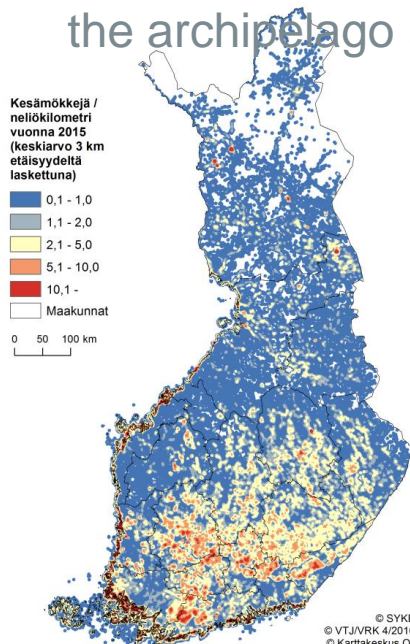 the archipelago
Kesämökkejä /
neliökilometri
vuonna 2015
(keskiarvo 3 km
etäisyydeltä
laskettuna)
0,1 - 1,0
1,1 - 2,0
2,1 - 5,0
5,1 - 10,0
10,1 -
Maakunnat
0 50 100 km
© SYKE
© VTJ/VRK 4/201
© Karttakeskus O